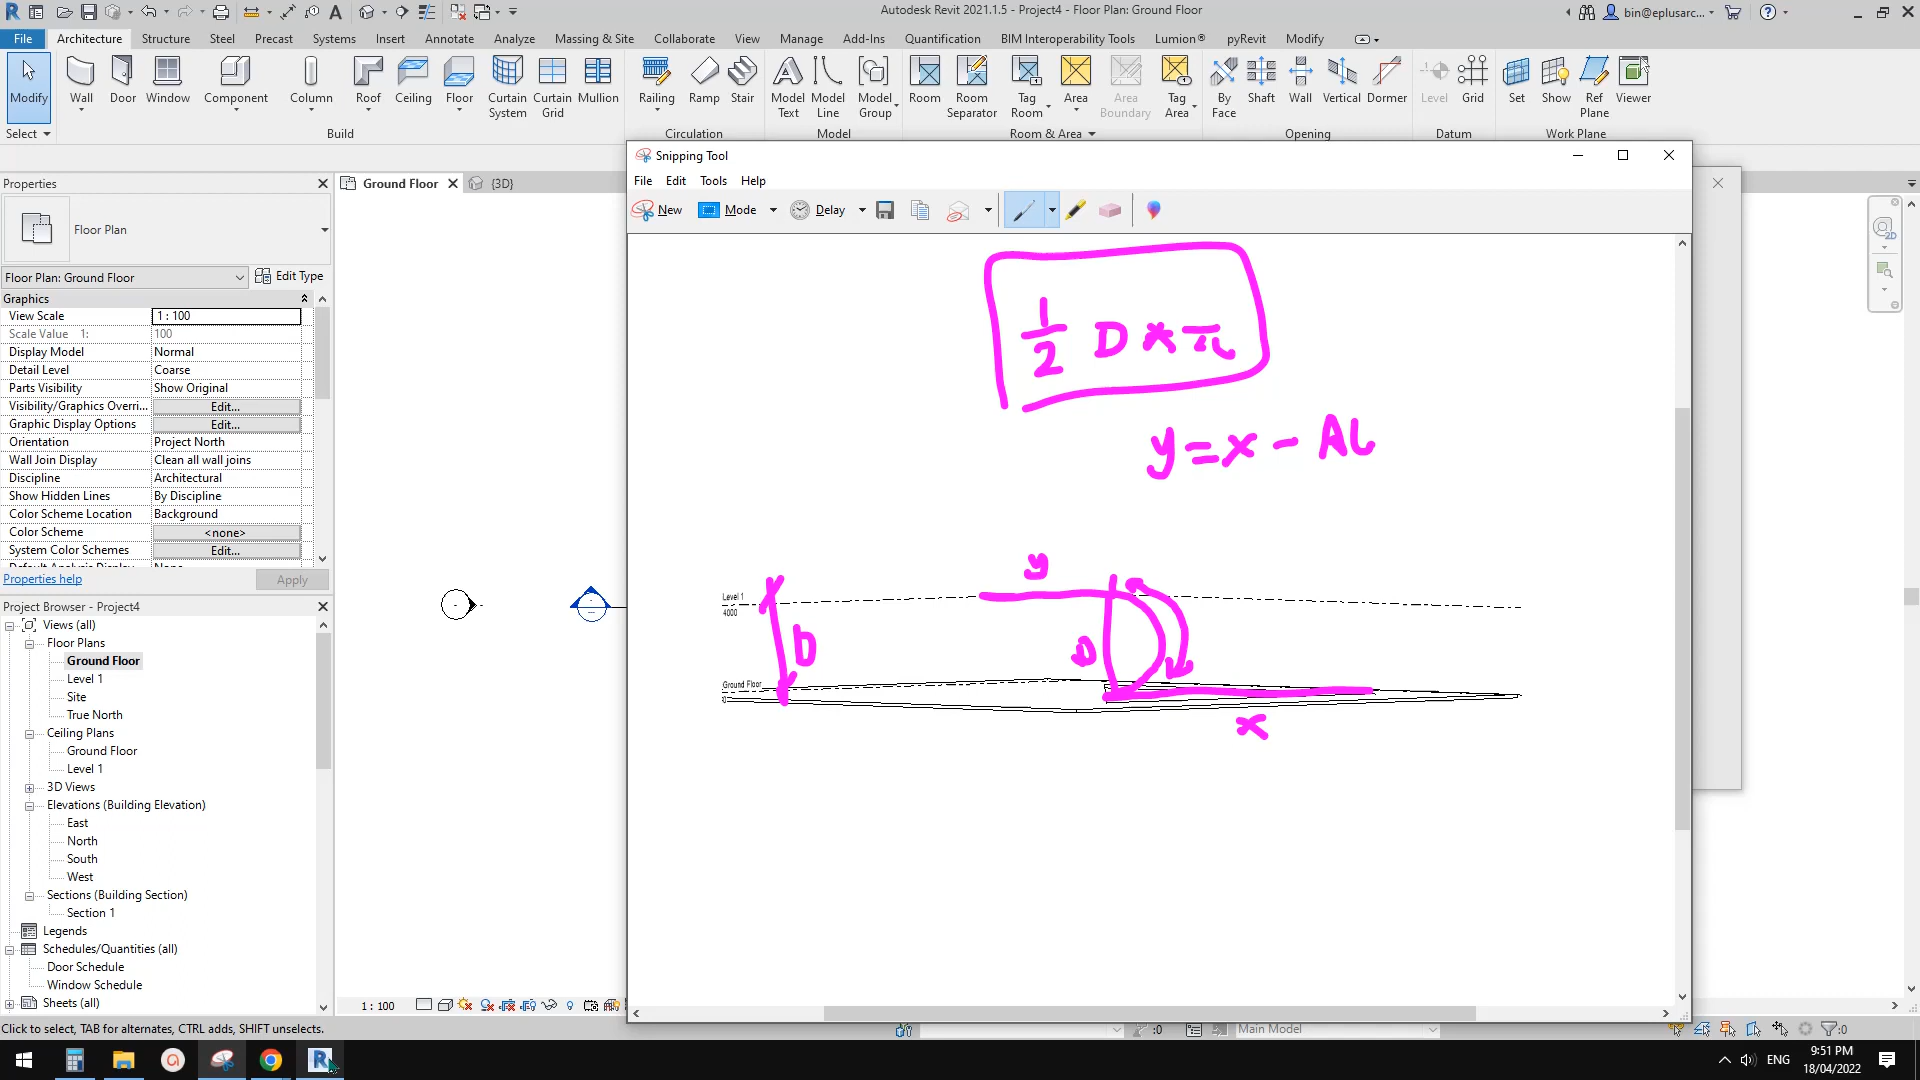 Autodesk Revit 2021.1.5 - Project4 - Floor Plan: Ground Floor
bin@eplusarc...
File Architecture Structure Steel Precast Systems Insert Annotate Analyze Massing & Site Collaborate View Manage Add-Ins Quantification BIM Interoperability Tools Lumion® pyRevit Modify
Modify Wall Door Window Component Column Roof Ceiling Floor Curtain System Curtain Grid Mullion Railing Ramp Stair Model Text Model Line Model Group Room Room Separator Tag Room Area Area Boundary Tag Area By Face Shaft Wall Vertical Dormer Level Grid Set Show Ref Plane Viewer
Select Build Circulation Model Room & Area Opening Datum Work Plane
Properties
Floor Plan
Floor Plan: Ground Floor Edit Type
Graphics
View Scale 1 : 100
Scale Value 1: 100
Display Model Normal
Detail Level Coarse
Parts Visibility Show Original
Visibility/Graphics Overri... Edit...
Graphic Display Options Edit...
Orientation Project North
Wall Join Display Clean all wall joins
Discipline Architectural
Show Hidden Lines By Discipline
Color Scheme Location Background
Color Scheme <none>
System Color Schemes Edit...
Properties help Apply
Project Browser - Project4
Views (all)
Floor Plans
Ground Floor
Level 1
Site
True North
Ceiling Plans
Ground Floor
Level 1
3D Views
Elevations (Building Elevation)
East
North
South
West
Sections (Building Section)
Section 1
Legends
Schedules/Quantities (all)
Door Schedule
Window Schedule
Sheets (all)
Ground Floor {3D}
Snipping Tool
File Edit Tools Help
New Mode Delay
1/2 D * π
y = x - AL
y
Level 1
4000
D
D
Ground Floor
0
x
2D
1 : 100
Click to select, TAB for alternates, CTRL adds, SHIFT unselects.
:0 Main Model :0
ENG
9:51 PM
18/04/2022